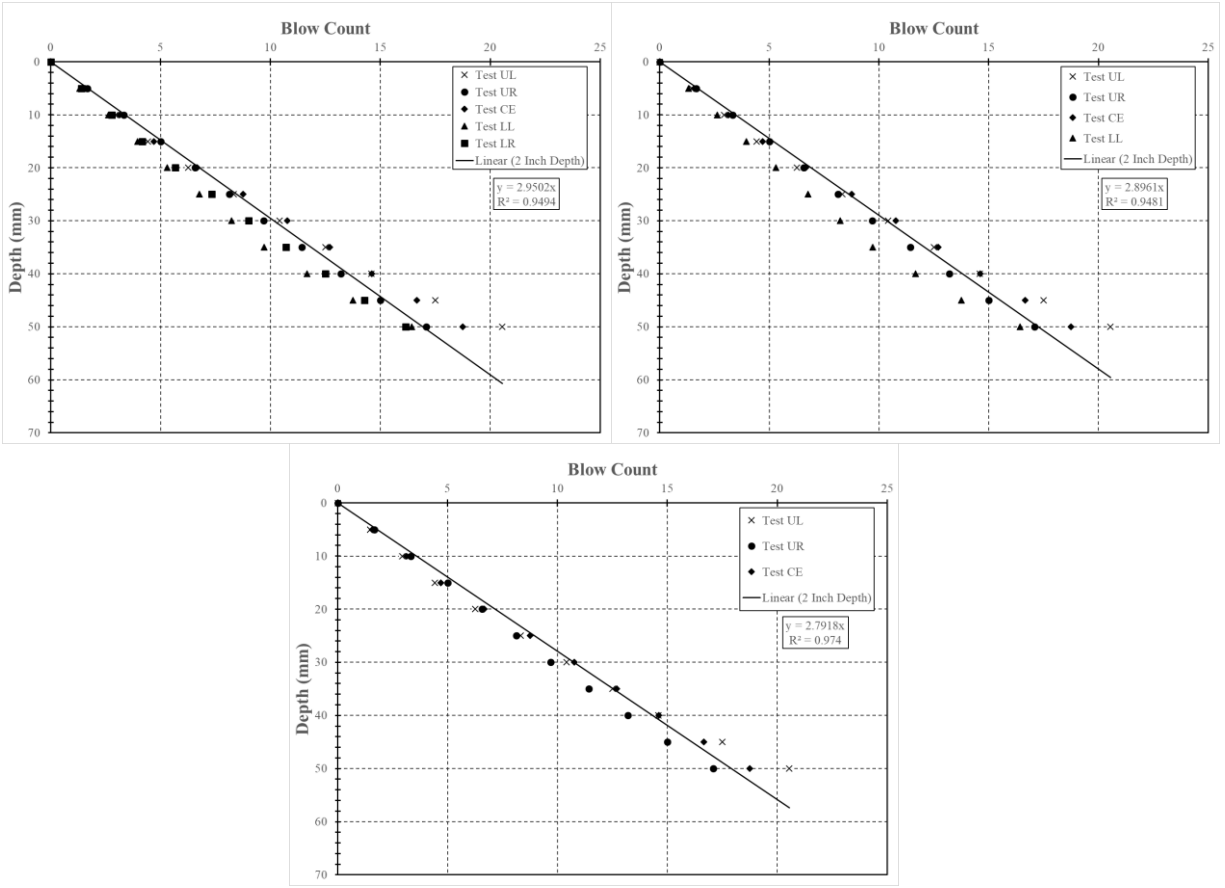 Blow Count
0 5 10 15 20 25
0
10
20
30
40
50
60
70
Depth (mm)
Test UL
Test UR
Test CE
Test LL
Test LR
Linear (2 Inch Depth)
y = 2.9502x
R² = 0.9494
Blow Count
0 5 10 15 20 25
0
10
20
30
40
50
60
70
Depth (mm)
Test UL
Test UR
Test CE
Test LL
Linear (2 Inch Depth)
y = 2.8961x
R² = 0.9481
Blow Count
0 5 10 15 20 25
0
10
20
30
40
50
60
70
Depth (mm)
Test UL
Test UR
Test CE
Linear (2 Inch Depth)
y = 2.7918x
R² = 0.974